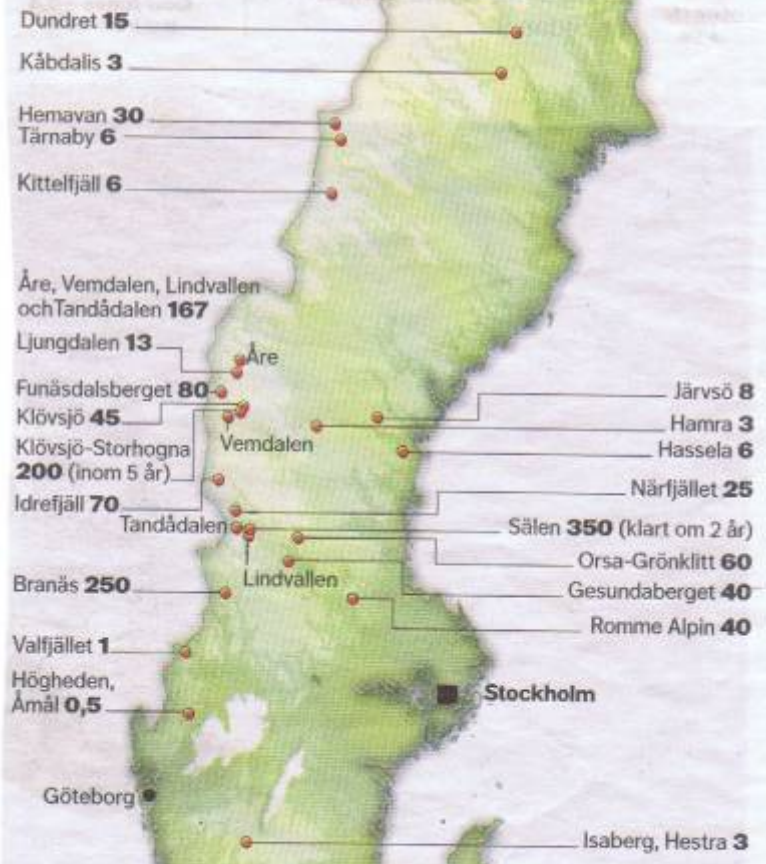 Dundret 15
Kåbdalis 3
Hemavan 30
Tärnaby 6
Kittelfjäll 6
Åre, Vemdalen, Lindvallen
ochTandådalen 167
Ljungdalen 13
Åre
Funäsdalsberget 80
Klövsjö 45
Vemdalen
Klövsjö-Storhogna
200 (inom 5 år)
Idrefjäll 70
Tandådalen
Lindvallen
Branäs 250
Valfjället 1
Högheden,
Åmål 0,5
Göteborg
Järvsö 8
Hamra 3
Hassela 6
Närfjället 25
Sälen 350 (klart om 2 år)
Orsa-Grönklitt 60
Gesundaberget 40
Romme Alpin 40
Stockholm
Isaberg, Hestra 3